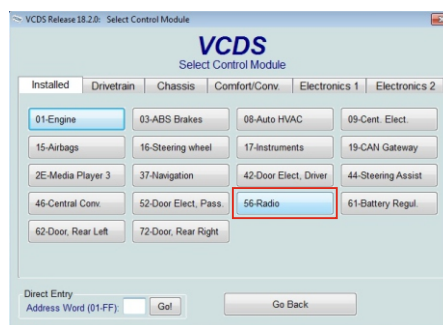 VCDS Release 18.2.0: Select Control Module
VCDS
Select Control Module
Installed Drivetrain Chassis Comfort/Conv. Electronics 1 Electronics 2
01-Engine 03-ABS Brakes 08-Auto HVAC 09-Cent. Elect.
15-Airbags 16-Steering wheel 17-Instruments 19-CAN Gateway
2E-Media Player 3 37-Navigation 42-Door Elect, Driver 44-Steering Assist
46-Central Conv. 52-Door Elect, Pass. 56-Radio 61-Battery Regul.
62-Door, Rear Left 72-Door, Rear Right
Direct Entry
Address Word (01-FF): Go! Go Back